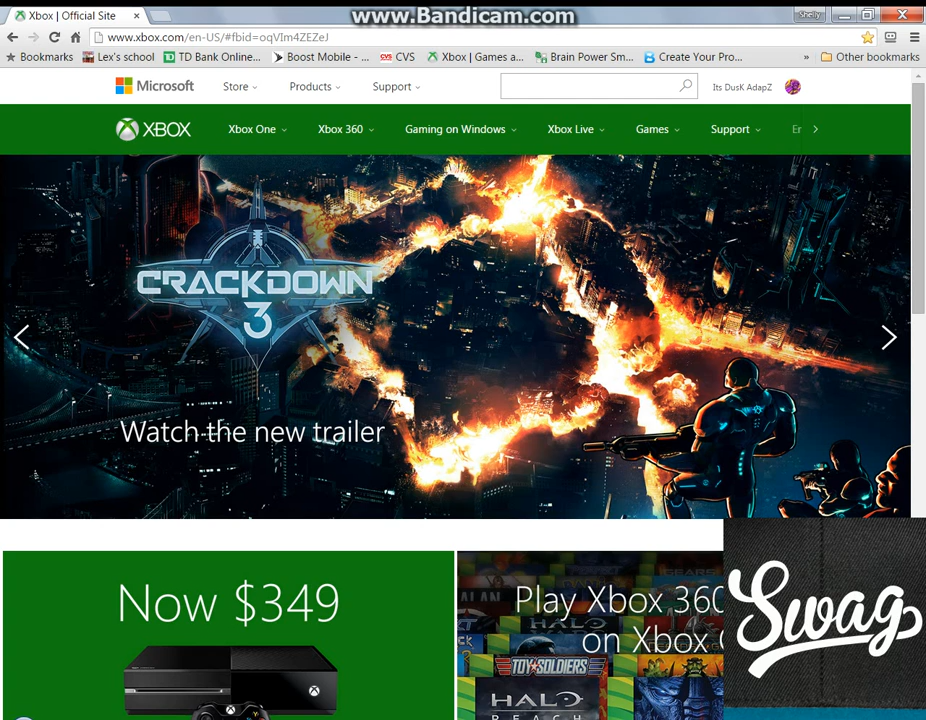 www.Bandicam.com
Xbox | Official Site
Shelly
www.xbox.com/en-US/#fbid=oqVIm4ZEZeJ
Bookmarks Lex's school TD Bank Online... Boost Mobile - ... CVS CVS Xbox | Games a... Brain Power Sm... Create Your Pro... » Other bookmarks
Microsoft Store Products Support Its DusK AdapZ
XBOX Xbox One Xbox 360 Gaming on Windows Xbox Live Games Support En
CRACKDOWN
3
Watch the new trailer
Now $349
Play Xbox 360
on Xbox
TOY SOLDIERS
HALO
REACH
Swag